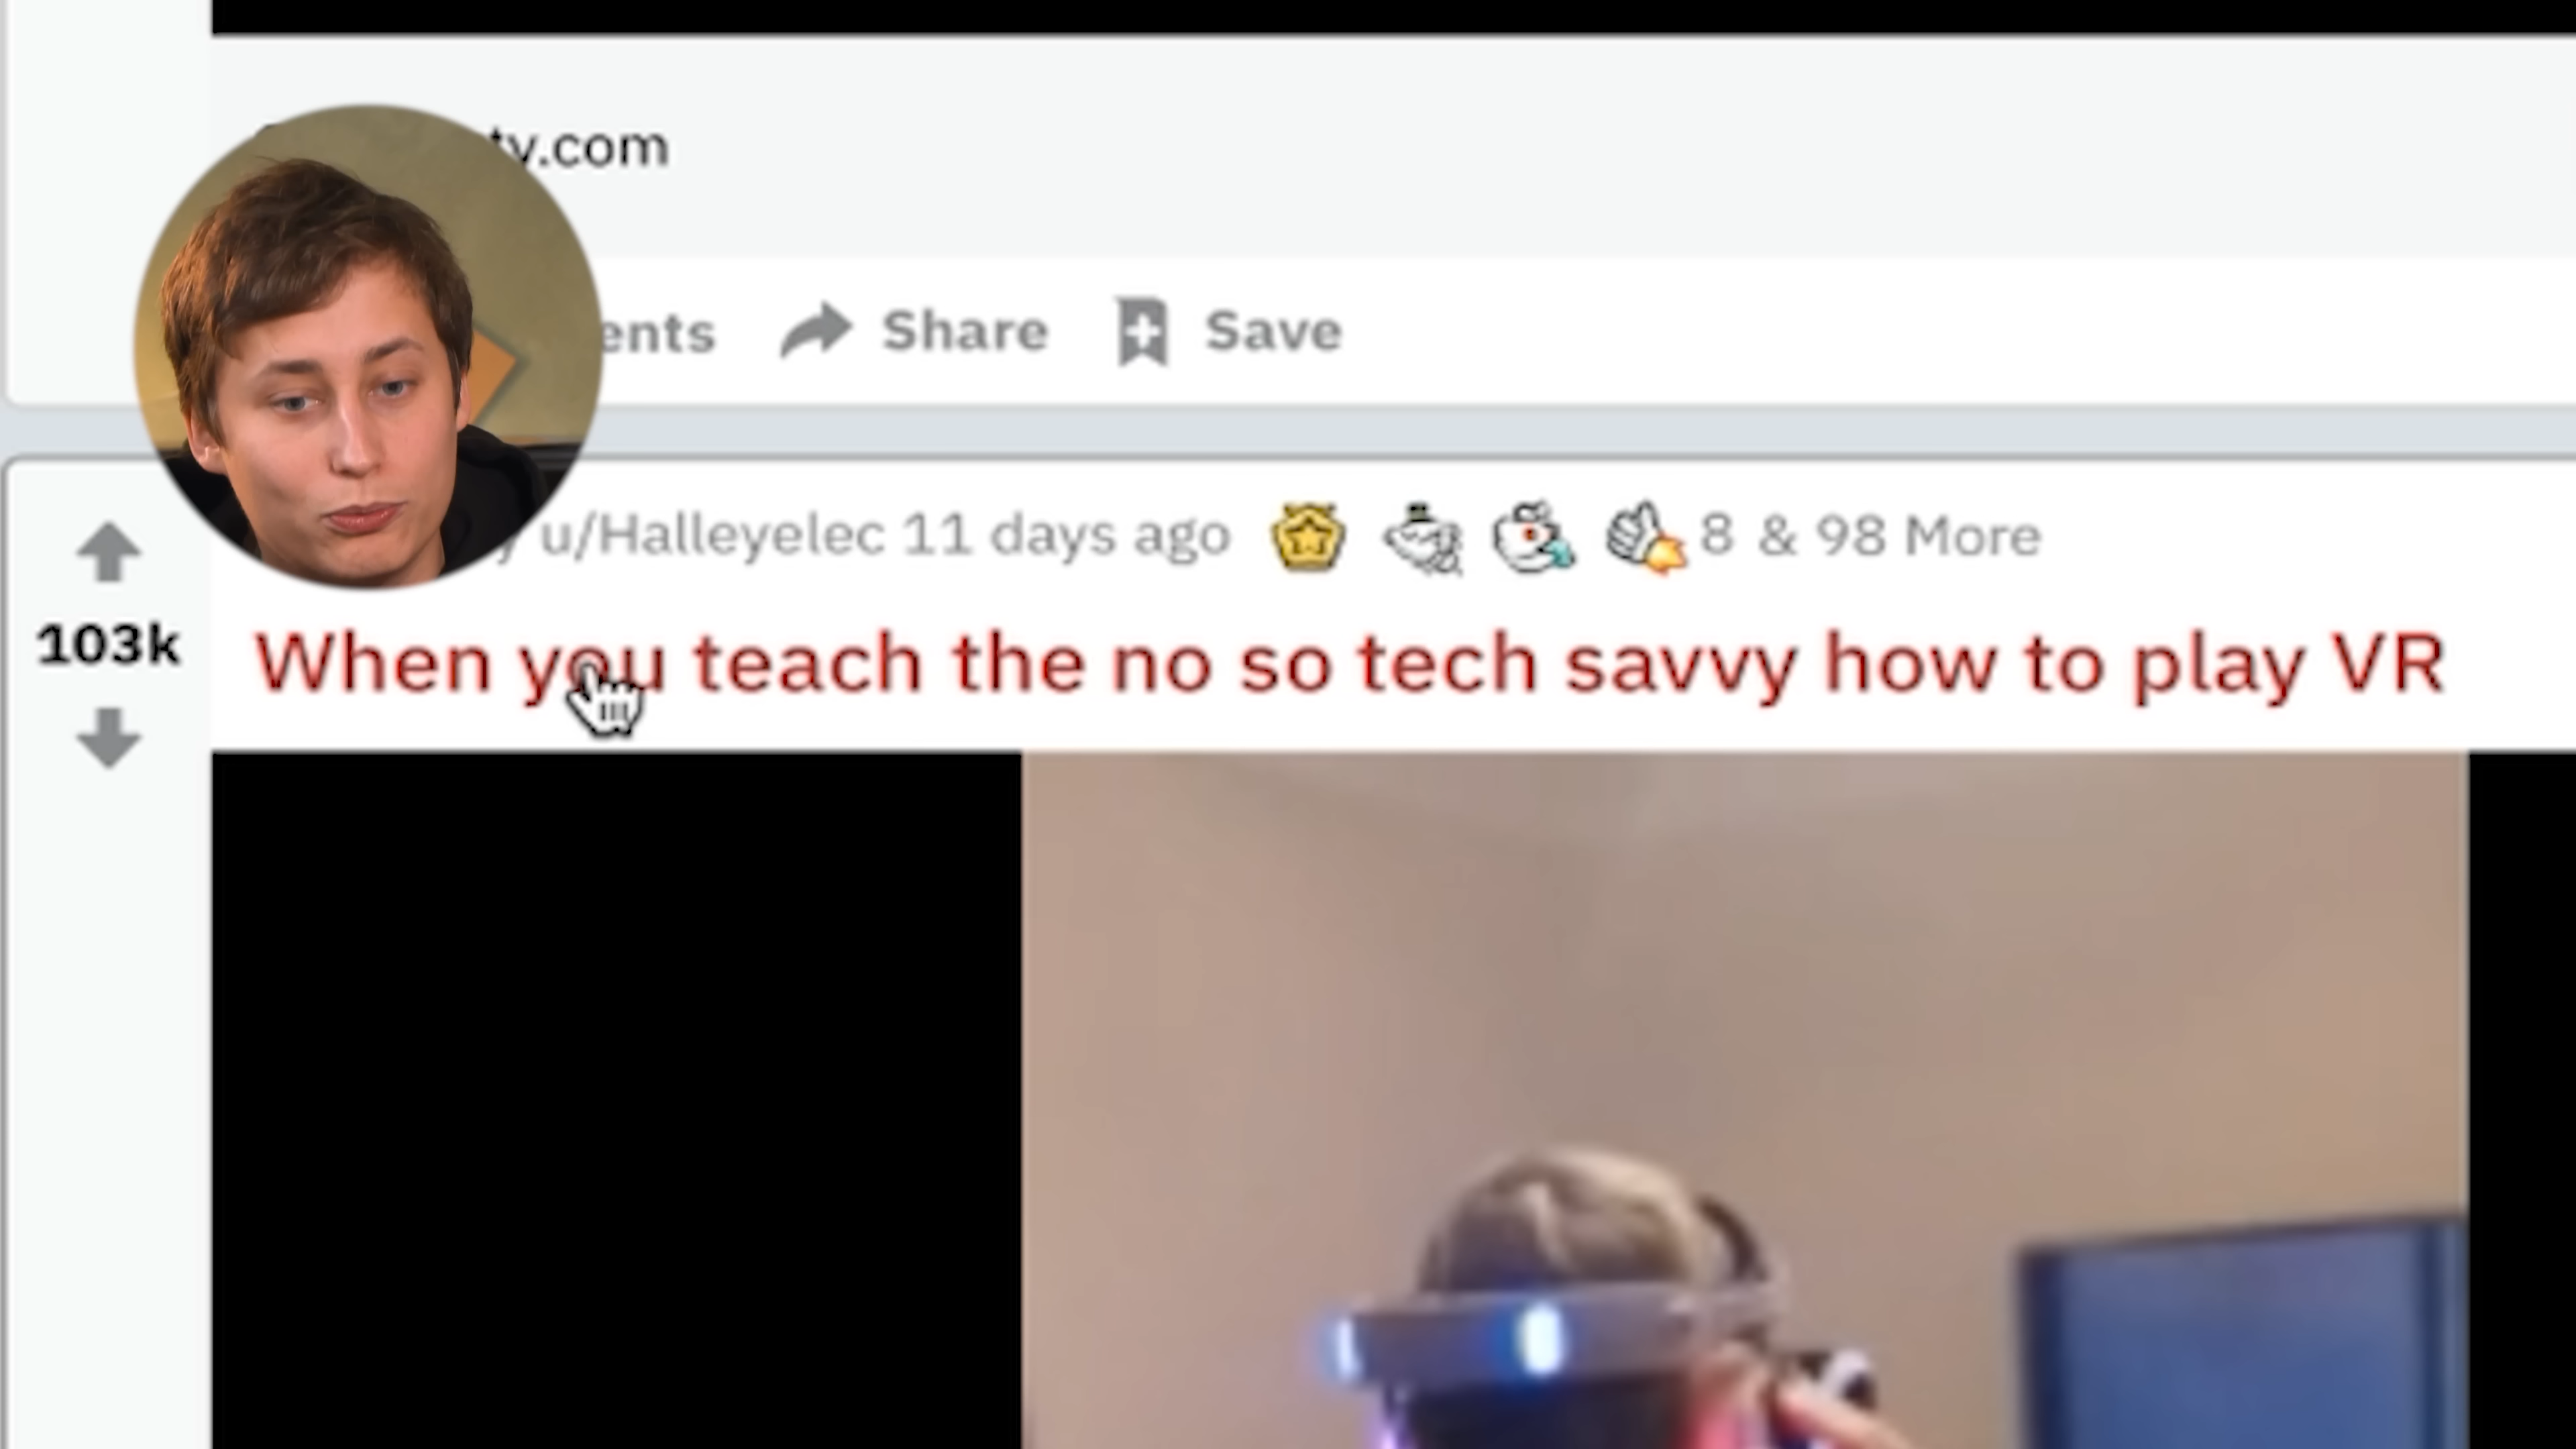 tv.com
ents Share Save
u/Halleyelec 11 days ago 8 & 98 More
103k
When you teach the no so tech savvy how to play VR